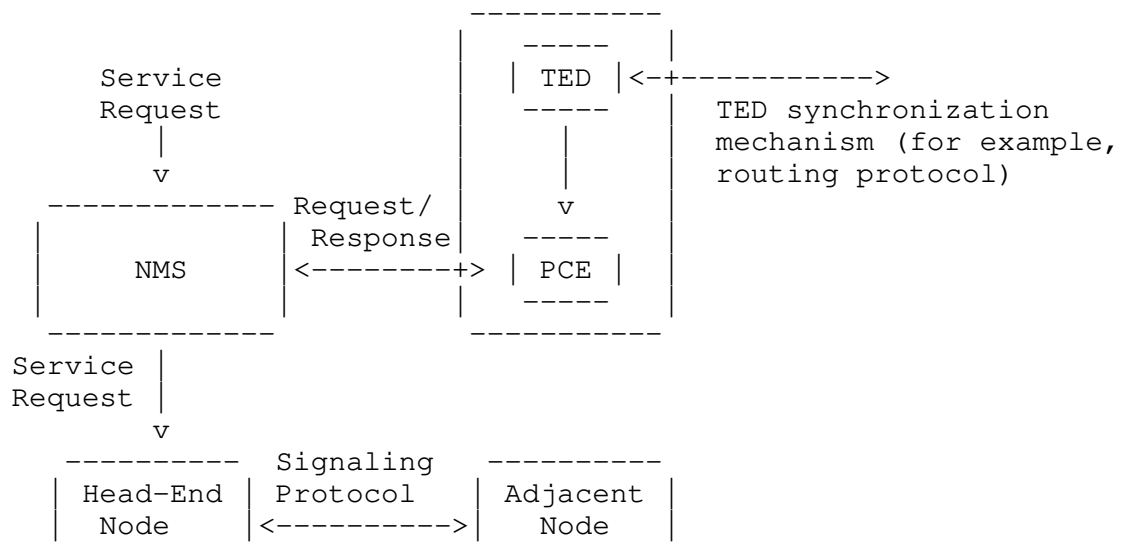 -----------
| ----- |
Service | | TED |<-+----------->
Request | ----- | TED synchronization
| | | | mechanism (for example,
v | | | routing protocol)
------------- Request/ | v |
| | Response| ----- |
| NMS |<--------+> | PCE | |
| | | ----- |
------------- -----------
Service |
Request |
v
---------- Signaling ----------
| Head-End | Protocol | Adjacent |
| Node |<---------->| Node |